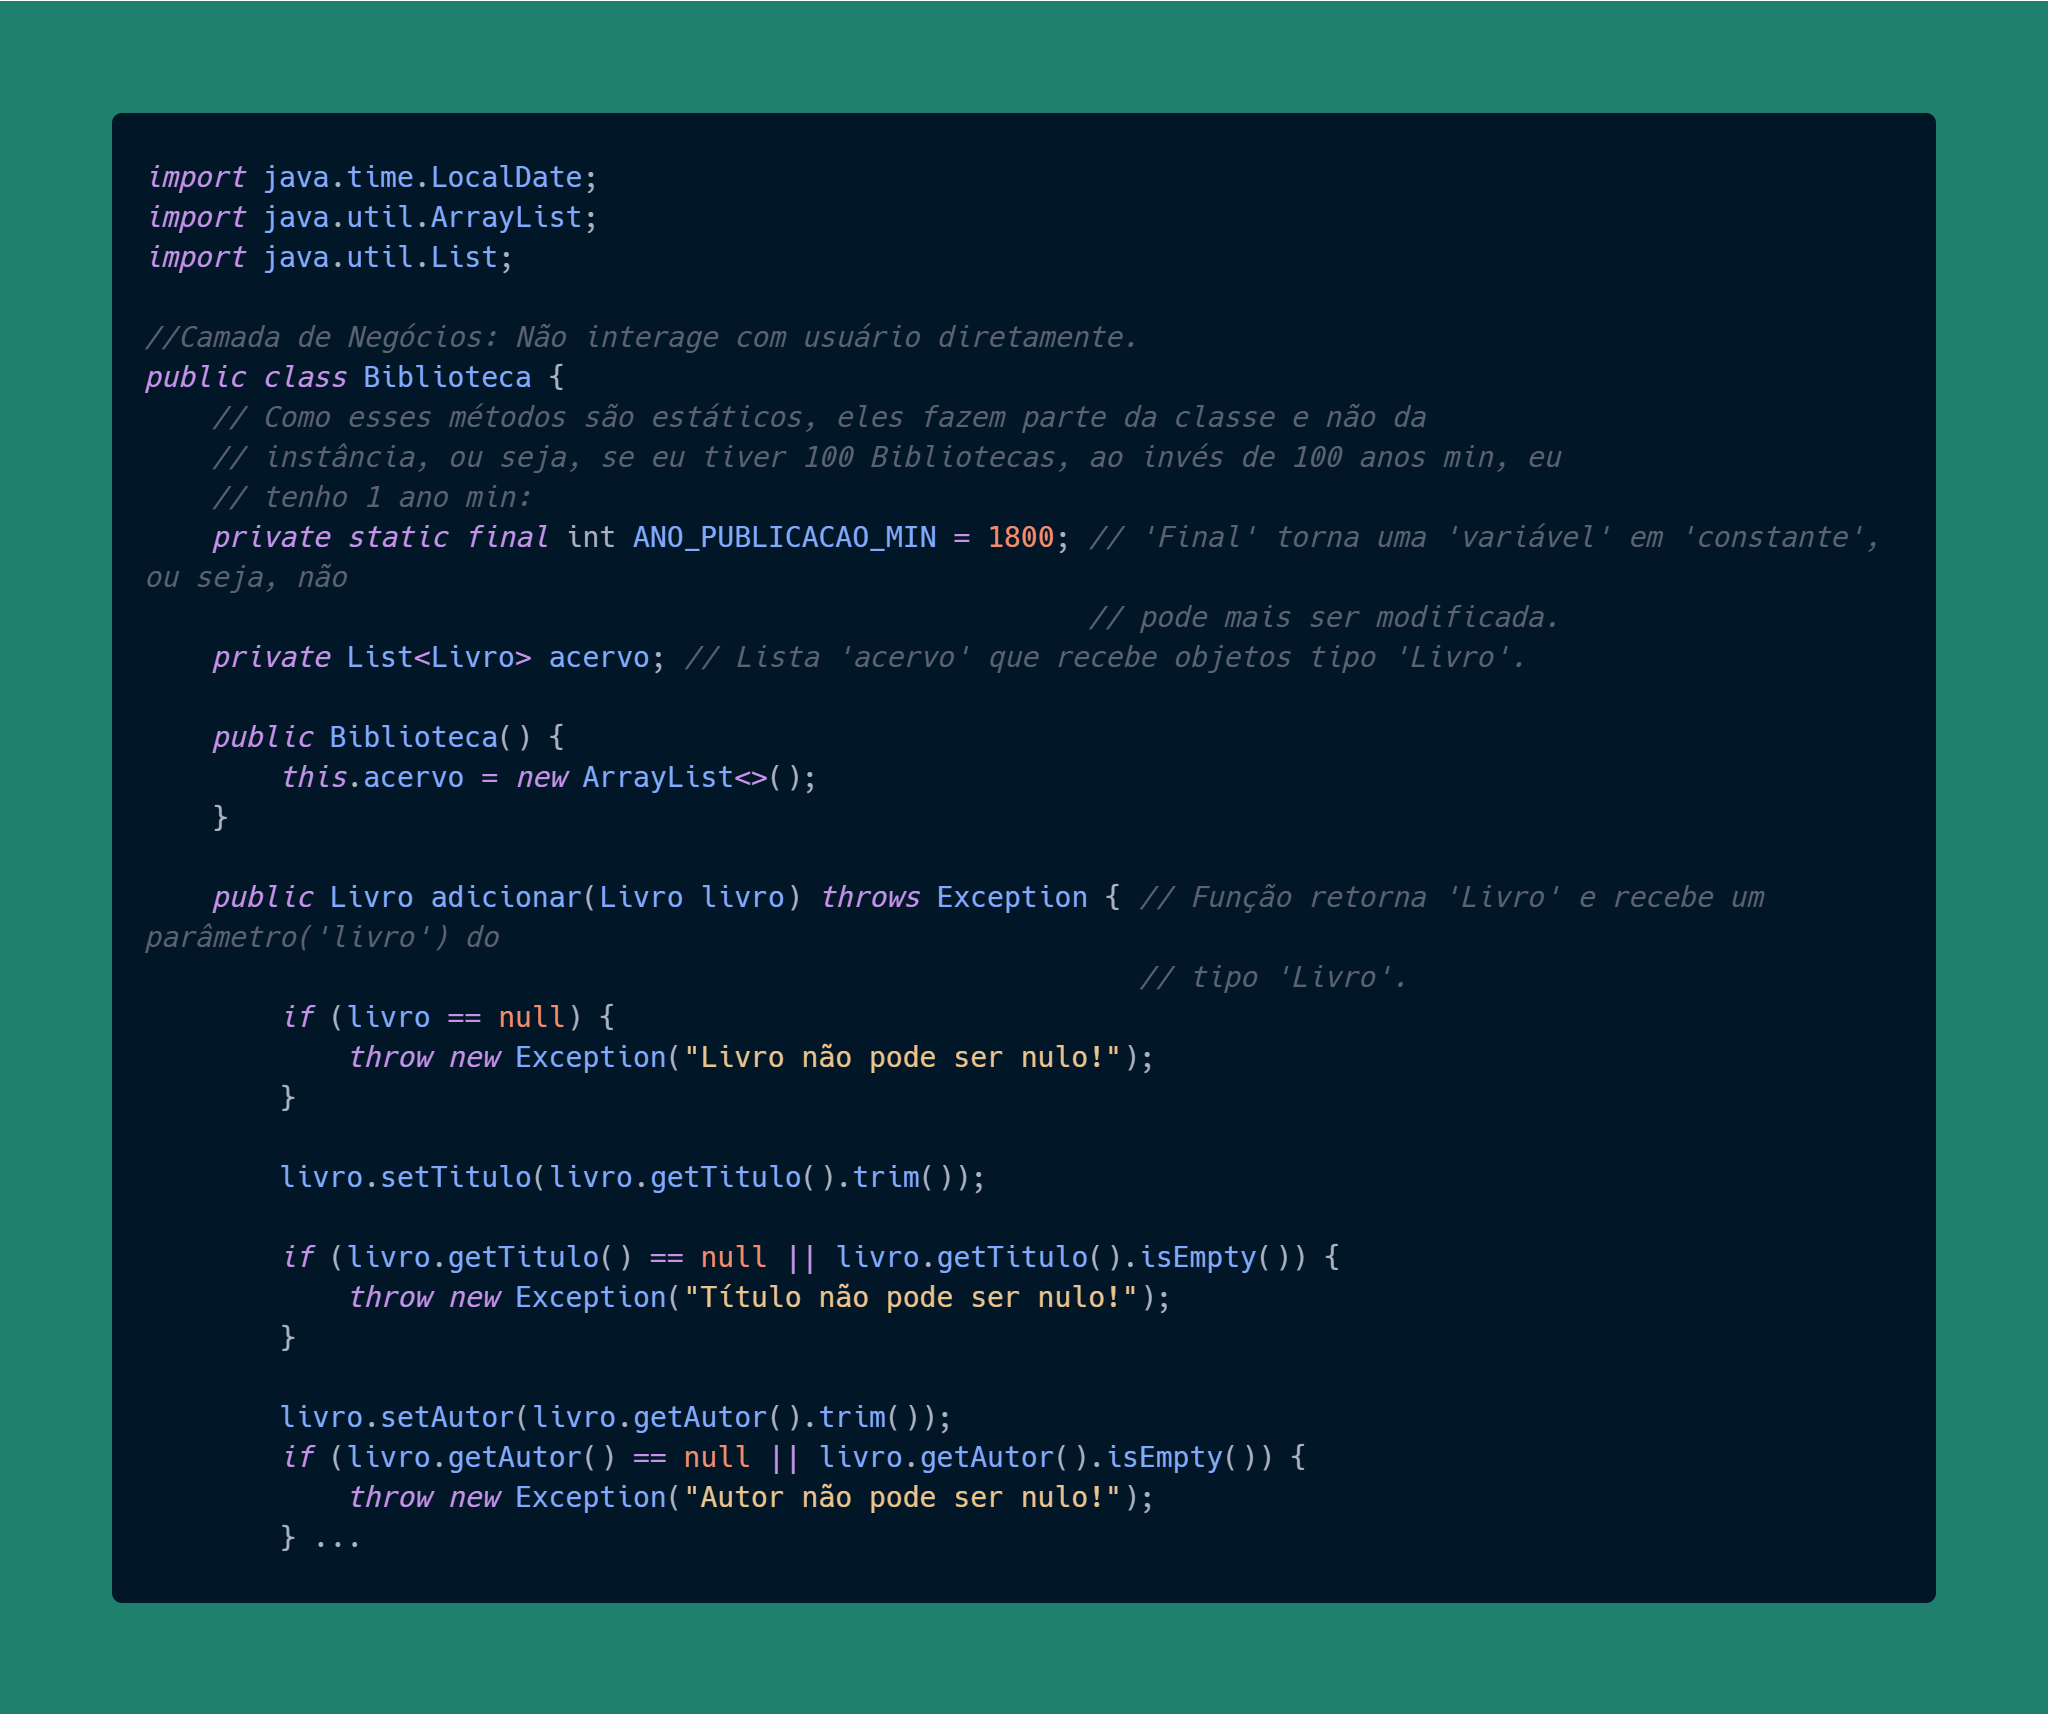 import java.time.LocalDate;
import java.util.ArrayList;
import java.util.List;

//Camada de Negócios: Não interage com usuário diretamente.
public class Biblioteca {
    // Como esses métodos são estáticos, eles fazem parte da classe e não da
    // instância, ou seja, se eu tiver 100 Bibliotecas, ao invés de 100 anos min, eu
    // tenho 1 ano min:
    private static final int ANO_PUBLICACAO_MIN = 1800; // 'Final' torna uma 'variável' em 'constante',
ou seja, não
                                                        // pode mais ser modificada.
    private List<Livro> acervo; // Lista 'acervo' que recebe objetos tipo 'Livro'.

    public Biblioteca() {
        this.acervo = new ArrayList<>();
    }

    public Livro adicionar(Livro livro) throws Exception { // Função retorna 'Livro' e recebe um
parâmetro('livro') do
                                                           // tipo 'Livro'.
        if (livro == null) {
            throw new Exception("Livro não pode ser nulo!");
        }

        livro.setTitulo(livro.getTitulo().trim());

        if (livro.getTitulo() == null || livro.getTitulo().isEmpty()) {
            throw new Exception("Título não pode ser nulo!");
        }

        livro.setAutor(livro.getAutor().trim());
        if (livro.getAutor() == null || livro.getAutor().isEmpty()) {
            throw new Exception("Autor não pode ser nulo!");
        } ...